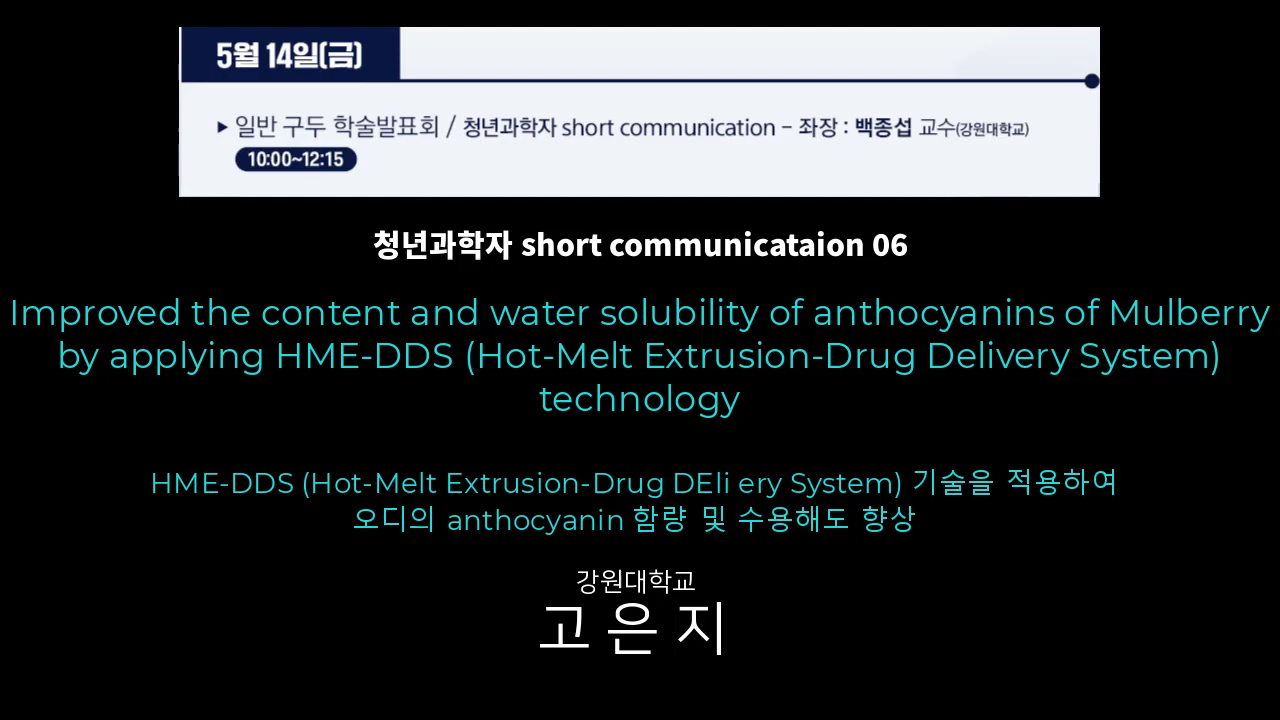 5월 14일(금)
▶ 일반 구두 학술발표회 / 청년과학자 short communication - 좌장 : 백종섭 교수(강원대학교)
10:00~12:15
청년과학자 short communicataion 06
Improved the content and water solubility of anthocyanins of Mulberry
by applying HME-DDS (Hot-Melt Extrusion-Drug Delivery System)
technology
HME-DDS (Hot-Melt Extrusion-Drug DEli ery System) 기술을 적용하여
오디의 anthocyanin 함량 및 수용해도 향상
강원대학교
고 은 지